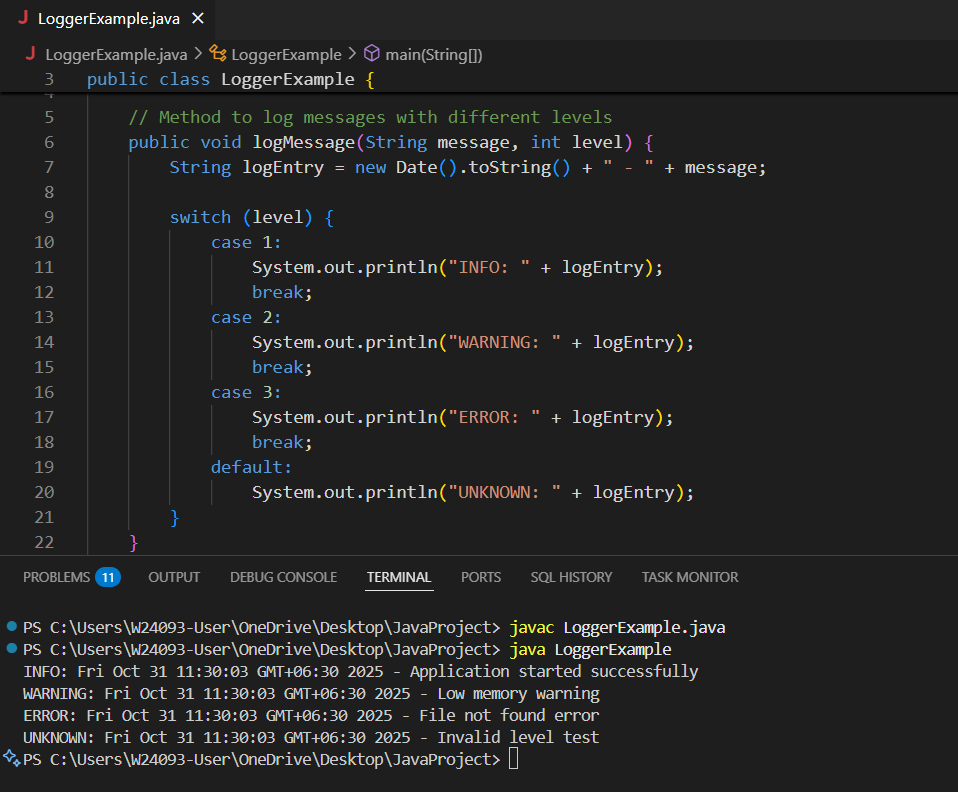 J LoggerExample.java ×
J LoggerExample.java > LoggerExample > main(String[])
3 public class LoggerExample {
5 // Method to log messages with different levels
6 public void logMessage(String message, int level) {
7 String logEntry = new Date().toString() + " - " + message;
8
9 switch (level) {
10 case 1:
11 System.out.println("INFO: " + logEntry);
12 break;
13 case 2:
14 System.out.println("WARNING: " + logEntry);
15 break;
16 case 3:
17 System.out.println("ERROR: " + logEntry);
18 break;
19 default:
20 System.out.println("UNKNOWN: " + logEntry);
21 }
22 }
PROBLEMS 11 OUTPUT DEBUG CONSOLE TERMINAL PORTS SQL HISTORY TASK MONITOR
PS C:\Users\W24093-User\OneDrive\Desktop\JavaProject> javac LoggerExample.java
PS C:\Users\W24093-User\OneDrive\Desktop\JavaProject> java LoggerExample
INFO: Fri Oct 31 11:30:03 GMT+06:30 2025 - Application started successfully
WARNING: Fri Oct 31 11:30:03 GMT+06:30 2025 - Low memory warning
ERROR: Fri Oct 31 11:30:03 GMT+06:30 2025 - File not found error
UNKNOWN: Fri Oct 31 11:30:03 GMT+06:30 2025 - Invalid level test
PS C:\Users\W24093-User\OneDrive\Desktop\JavaProject>